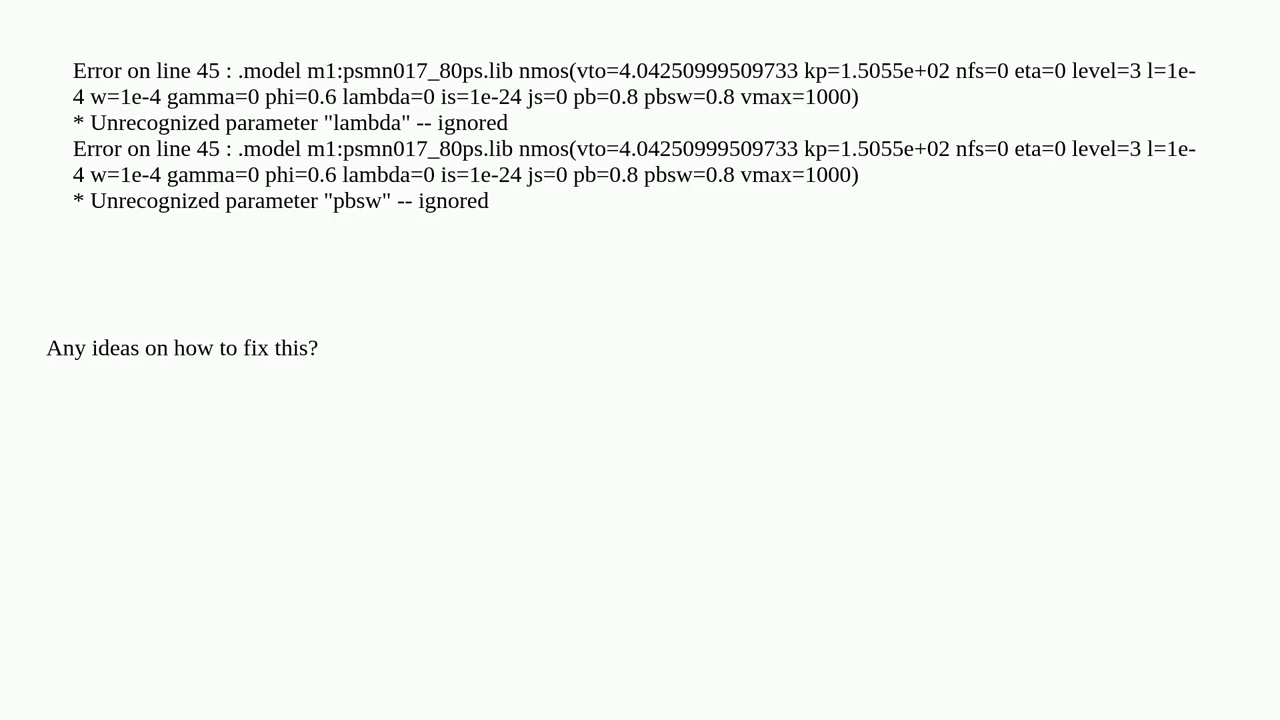 Error on line 45 : .model m1:psmn017_80ps.lib nmos(vto=4.04250999509733 kp=1.5055e+02 nfs=0 eta=0 level=3 l=1e-
4 w=1e-4 gamma=0 phi=0.6 lambda=0 is=1e-24 js=0 pb=0.8 pbsw=0.8 vmax=1000)
* Unrecognized parameter "lambda" -- ignored
Error on line 45 : .model m1:psmn017_80ps.lib nmos(vto=4.04250999509733 kp=1.5055e+02 nfs=0 eta=0 level=3 l=1e-
4 w=1e-4 gamma=0 phi=0.6 lambda=0 is=1e-24 js=0 pb=0.8 pbsw=0.8 vmax=1000)
* Unrecognized parameter "pbsw" -- ignored
Any ideas on how to fix this?